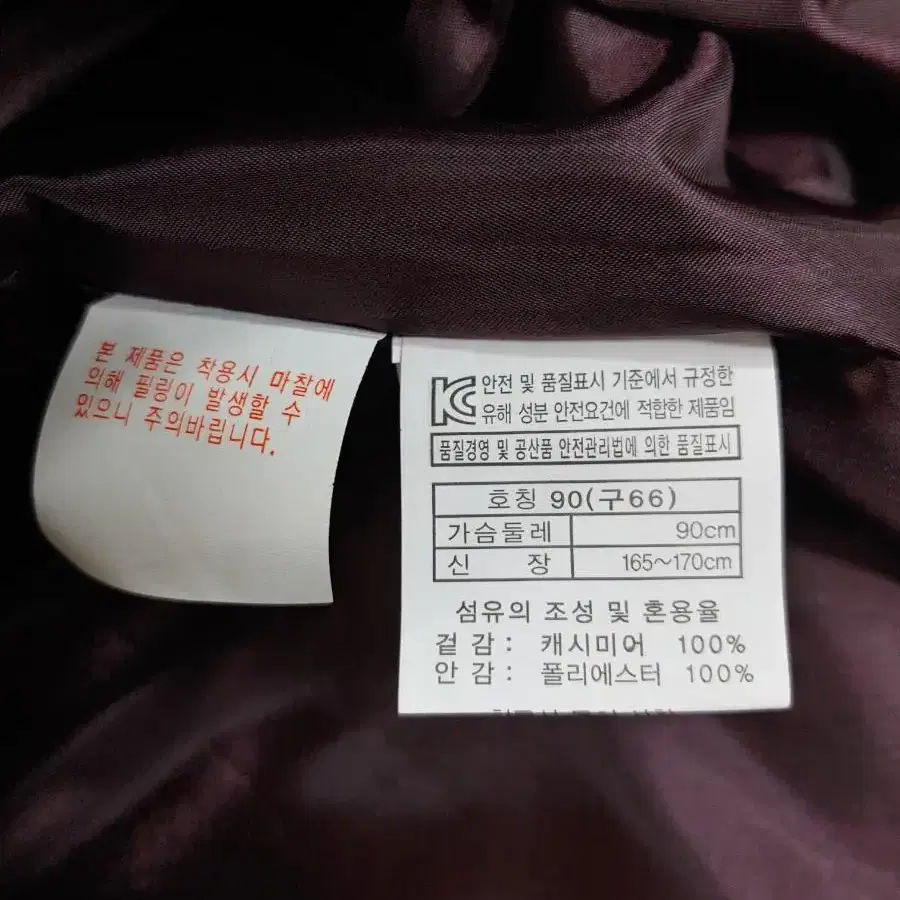 본 제품은 착용시 마찰에
의해 필링이 발생할 수
있으니 주의바랍니다.
KC 안전 및 품질표시 기준에서 규정한
유해 성분 안전요건에 적합한 제품임
품질경영 및 공산품 안전관리법에 의한 품질표시
호칭 90(구66)
가슴둘레 90cm
신 장 165~170cm
섬유의 조성 및 혼용율
겉 감 : 캐시미어 100%
안 감 : 폴리에스터 100%